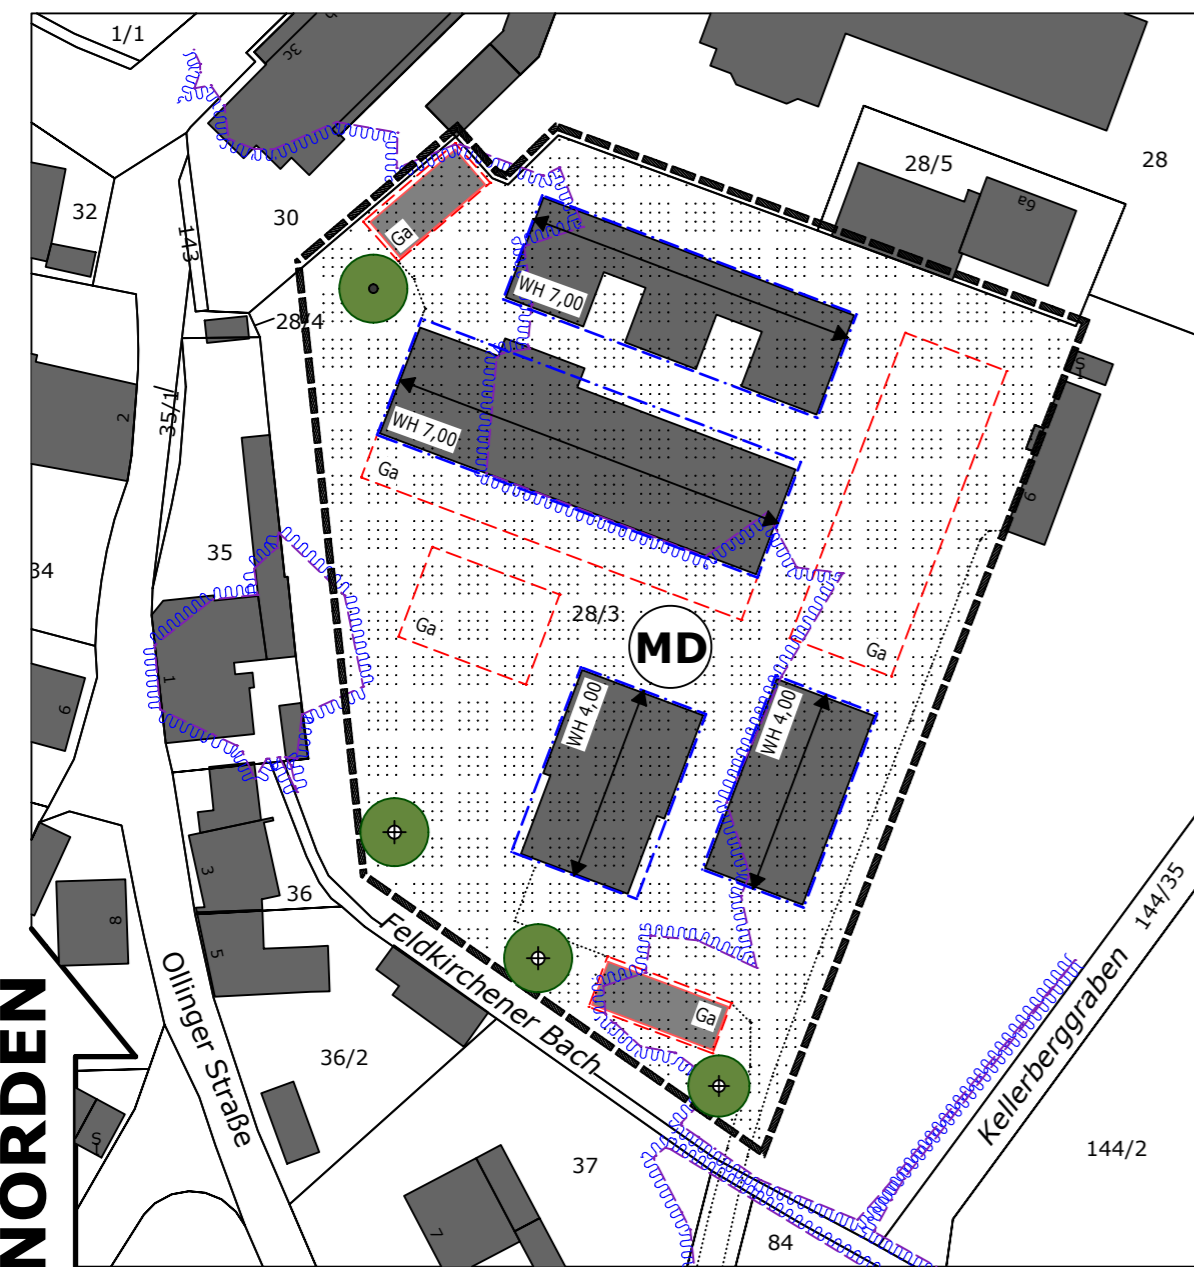 1/1
3c
28/5
28
6a
32
30
143
Ga
WH 7,00
28/4
2
35/1
WH 7,00
Ga
9
35
34
28/3
MD
Ga
Ga
1
6
WH 4,00
WH 4,00
3
36
8
5
144/35
Feldkirchener Bach
Ollinger Straße
Ga
Kellerberggraben
NORDEN
36/2
37
144/2
7
84